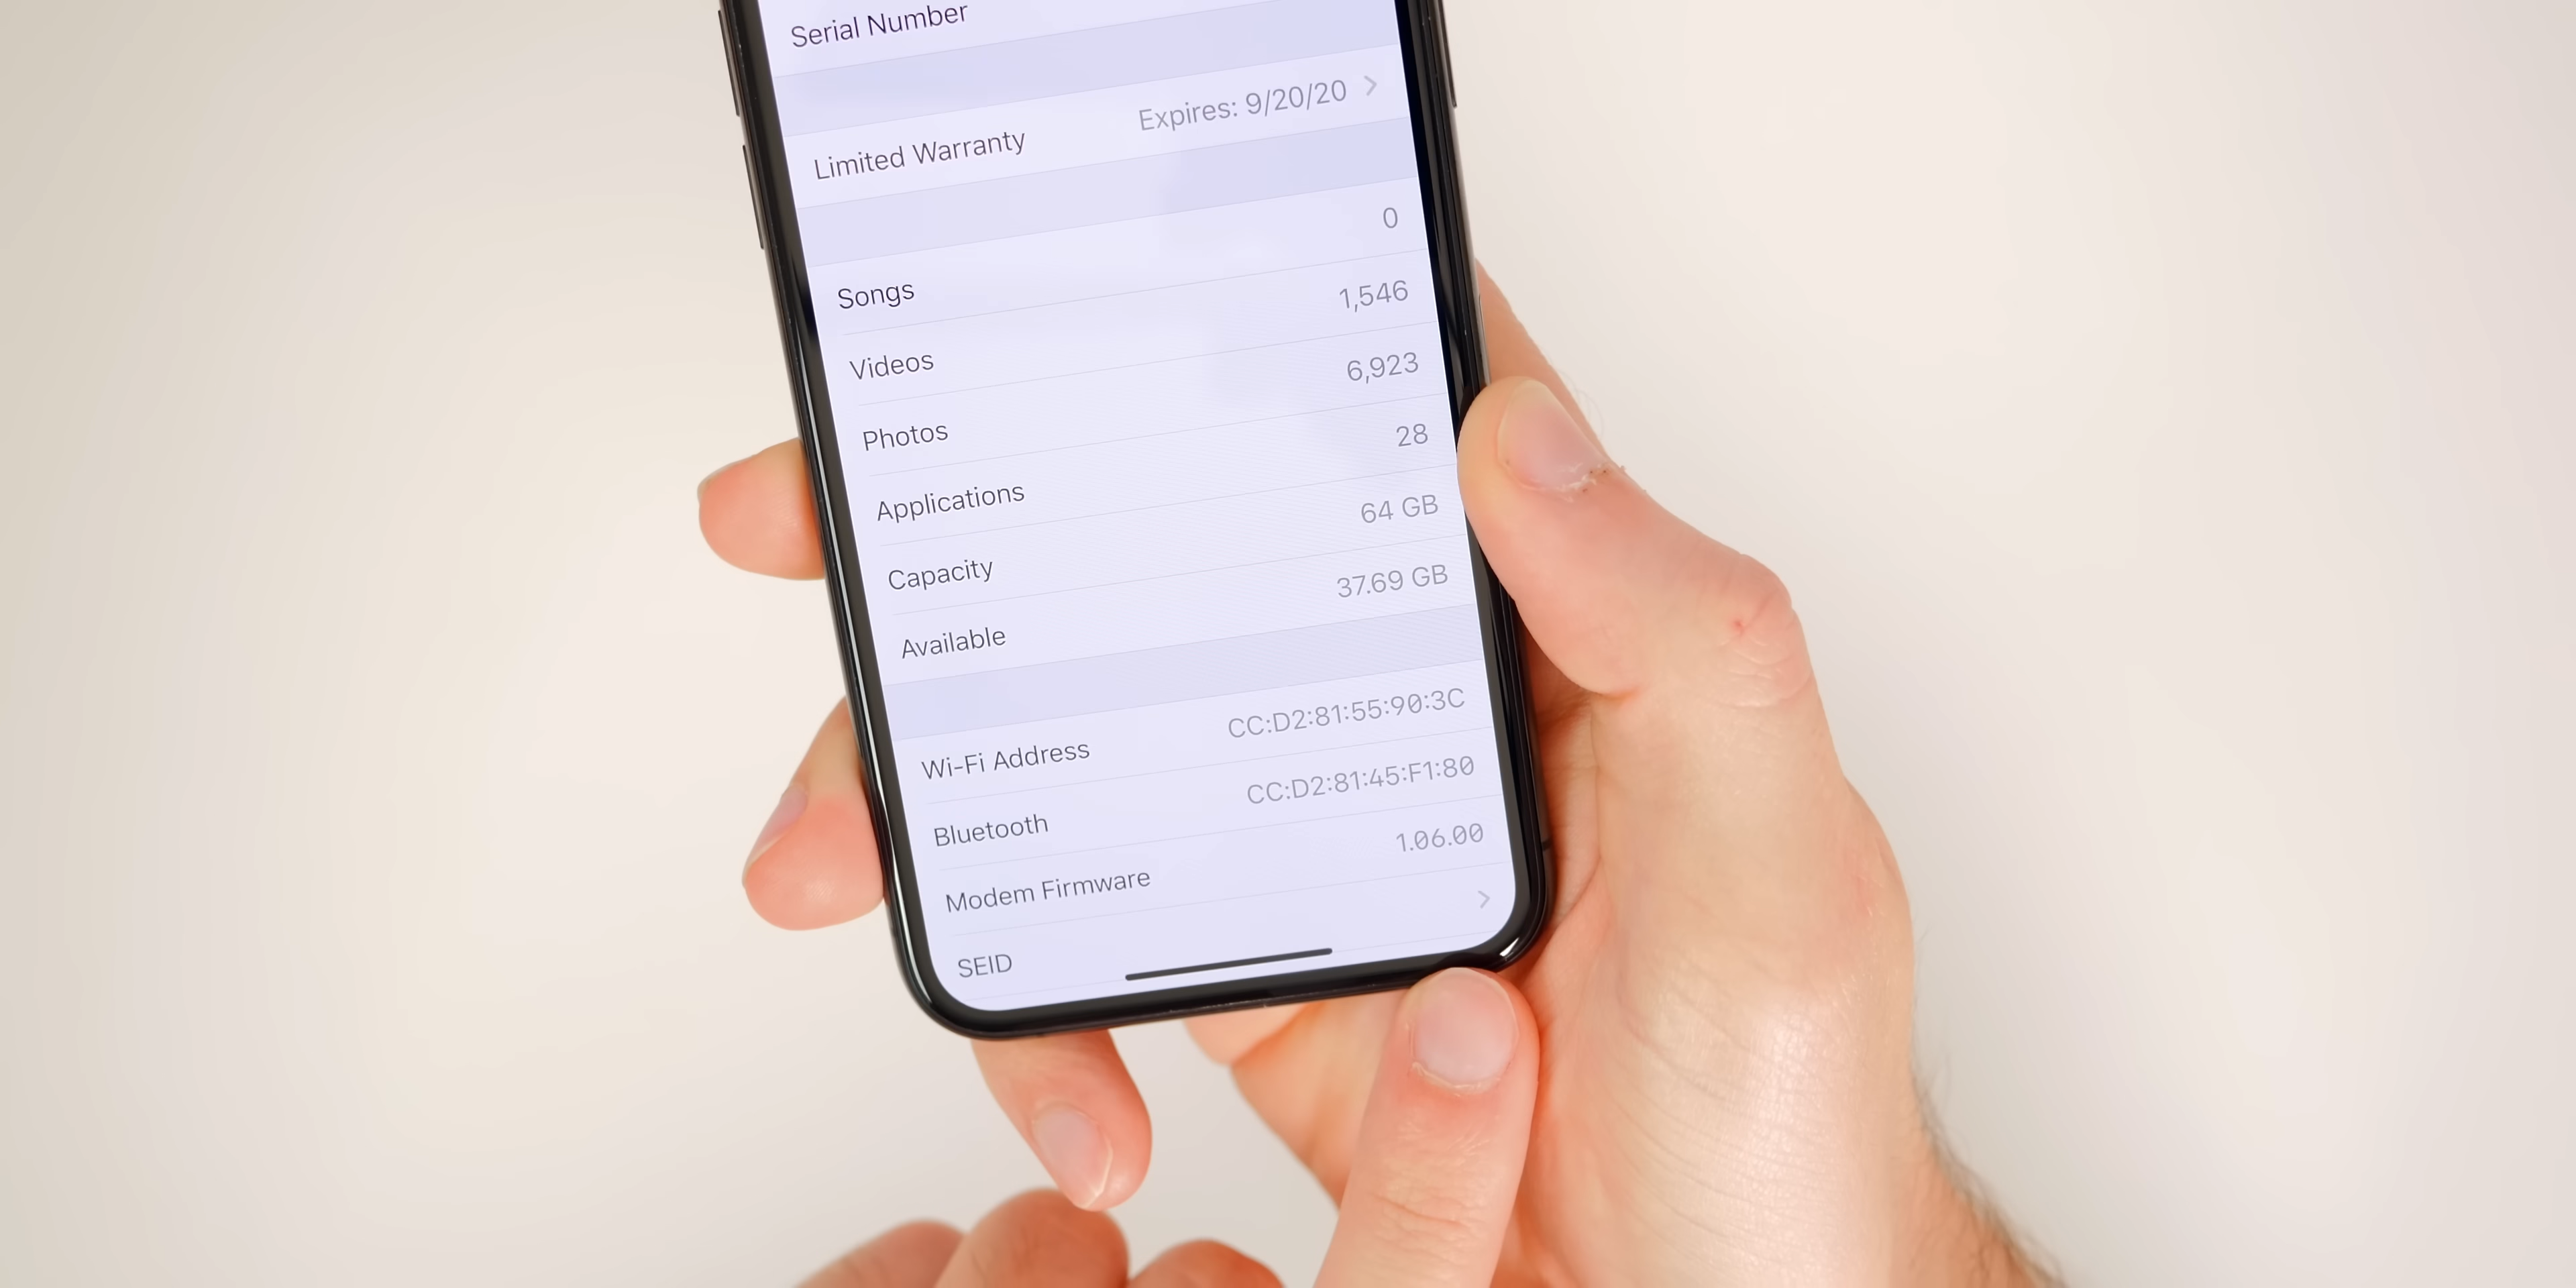 Serial Number
Limited Warranty Expires: 9/20/20
Songs 0
Videos 1,546
Photos 6,923
Applications 28
Capacity 64 GB
Available 37.69 GB
Wi-Fi Address CC:D2:81:55:90:3C
Bluetooth CC:D2:81:45:F1:80
Modem Firmware 1.06.00
SEID